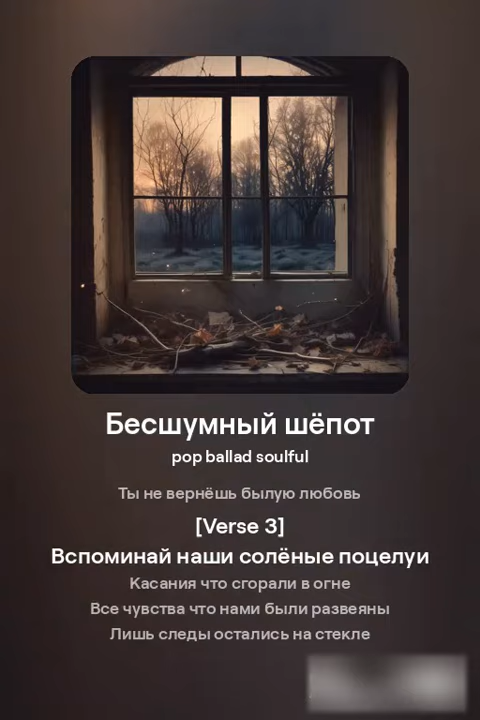 Бесшумный шёпот
pop ballad soulful
Ты не вернёшь былую любовь
[Verse 3]
Вспоминай наши солёные поцелуи
Касания что сгорали в огне
Все чувства что нами были развеяны
Лишь следы остались на стекле